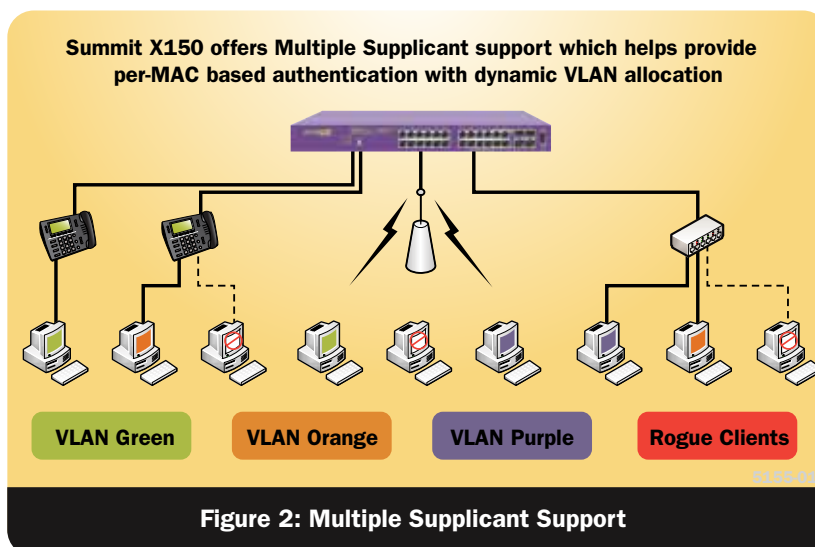 Summit X150 offers Multiple Supplicant support which helps provide
per-MAC based authentication with dynamic VLAN allocation
VLAN Green
VLAN Orange
VLAN Purple
Rogue Clients
Figure 2: Multiple Supplicant Support